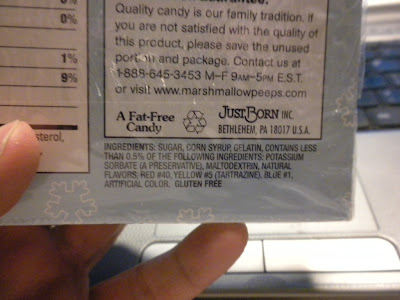 0%
0%
1%
9%
sterol,
Guarantee.
Quality candy is our family tradition. If
you are not satisfied with the quality of
this product, please save the unused
portion and package. Contact us at
1-888-645-3453 M–F 9AM–5PM E.S.T.
or visit www.marshmallowpeeps.com
A Fat-Free
Candy
JUST BORN INC.
BETHLEHEM, PA 18017 U.S.A.
INGREDIENTS: SUGAR, CORN SYRUP, GELATIN, CONTAINS LESS
THAN 0.5% OF THE FOLLOWING INGREDIENTS: POTASSIUM
SORBATE (A PRESERVATIVE), MALTODEXTRIN, NATURAL
FLAVORS, RED #40, YELLOW #5 (TARTRAZINE), BLUE #1,
ARTIFICIAL COLOR. GLUTEN FREE